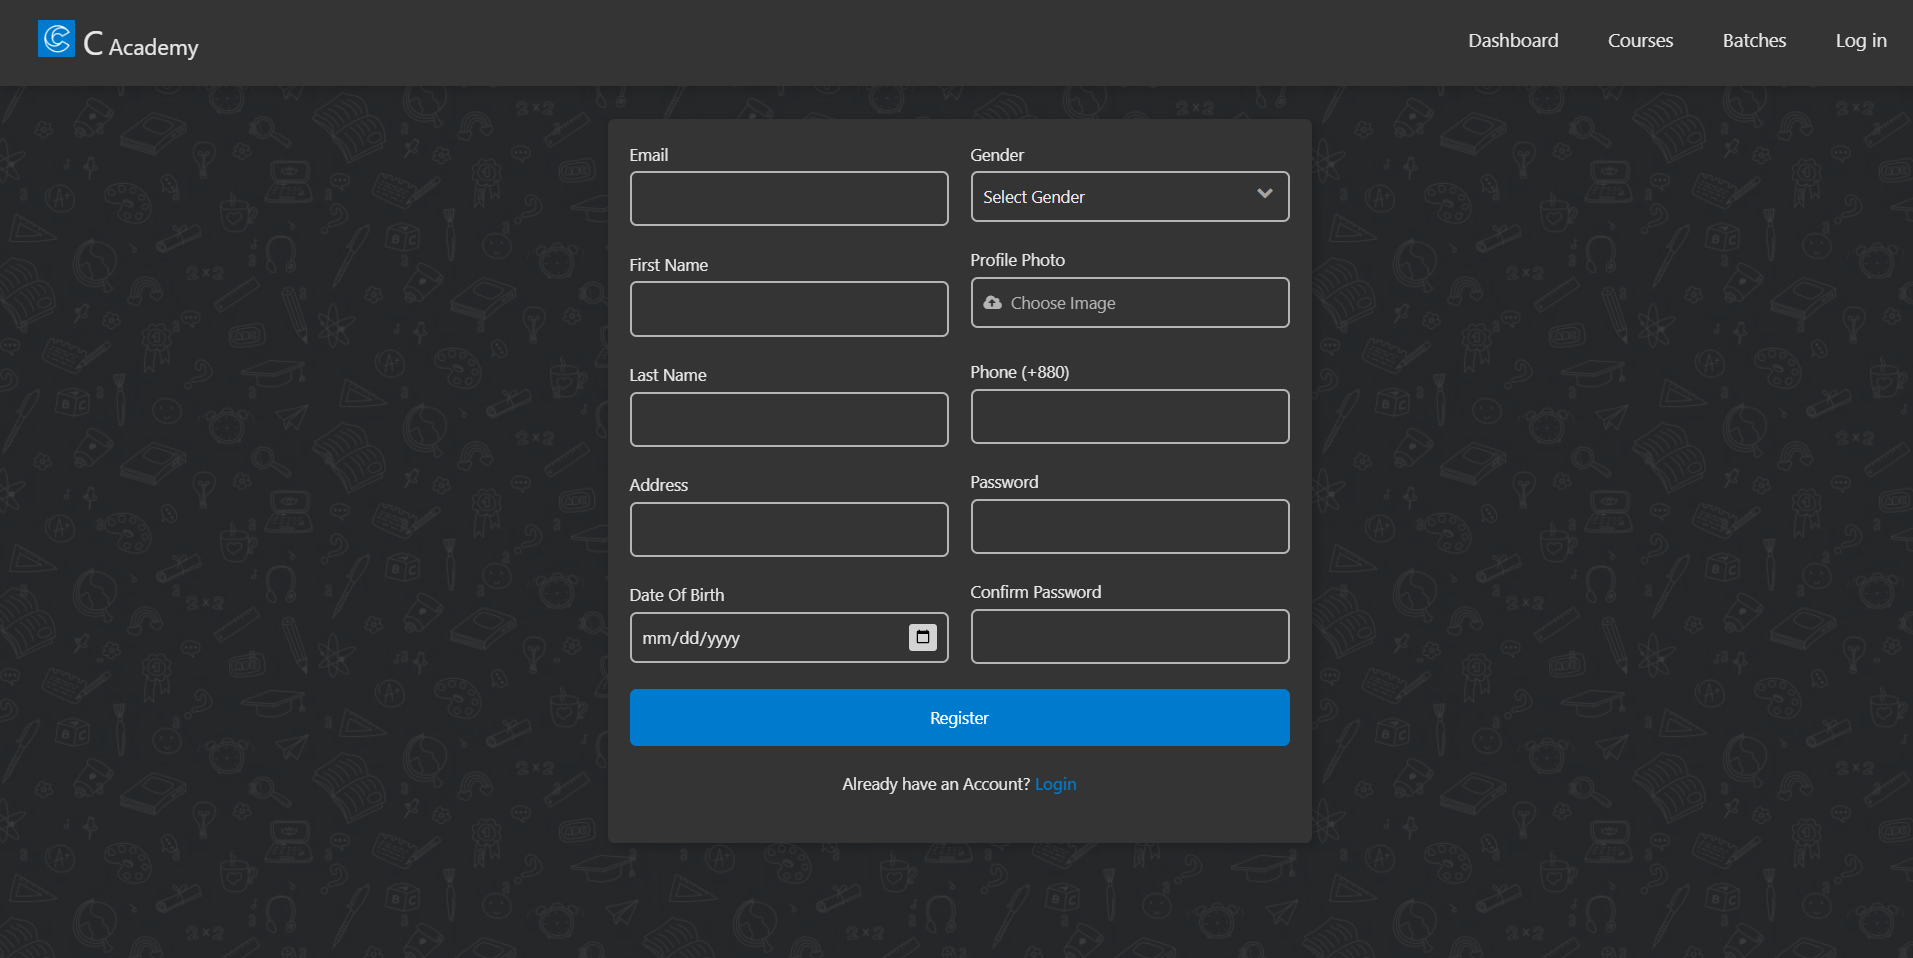 C Academy
Dashboard
Courses
Batches
Log in
Email
Gender
Select Gender
First Name
Profile Photo
Choose Image
Last Name
Phone (+880)
Address
Password
Date Of Birth
mm/dd/yyyy
Confirm Password
Register
Already have an Account? Login